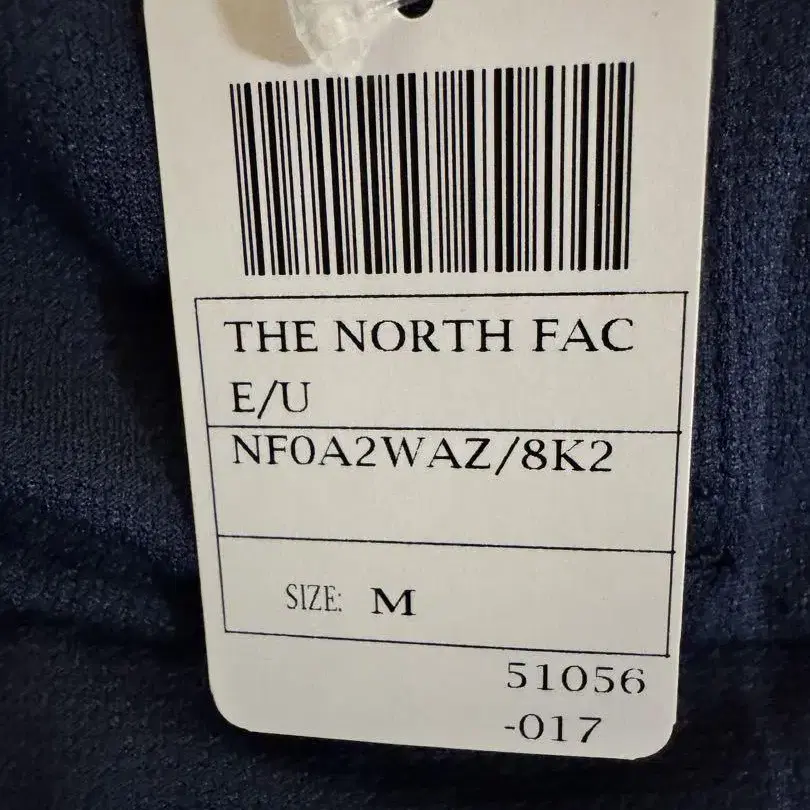 THE NORTH FAC
E/U
NF0A2WAZ/8K2
SIZE: M
51056
-017